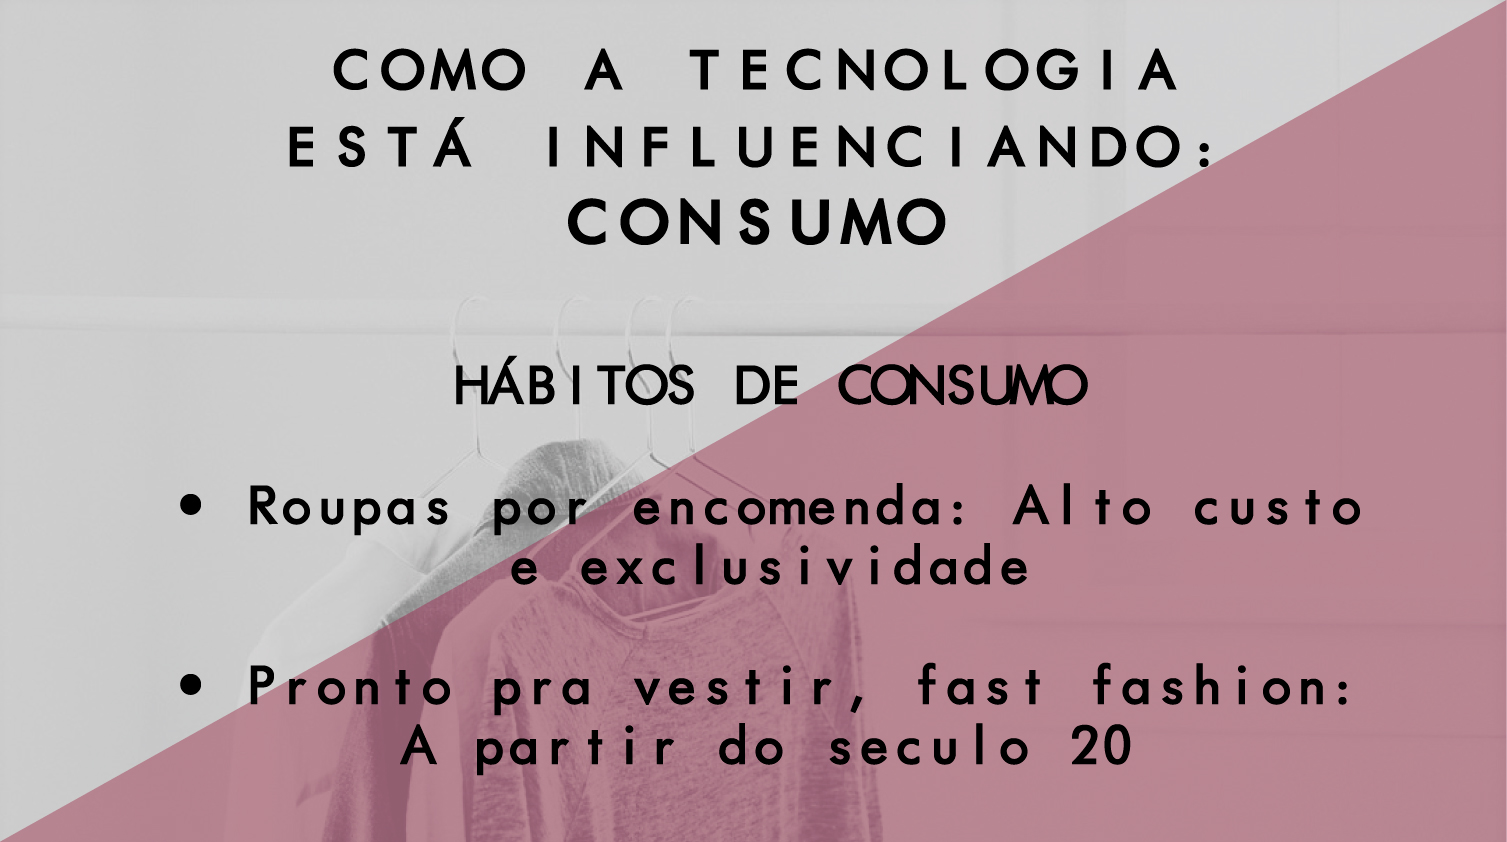 COMO A TECNOLOGIA
ESTÁ INFLUENCIANDO:
CONSUMO
HÁBITOS DE CONSUMO
• Roupas por encomenda: Alto custo
e exclusividade
• Pronto pra vestir, fast fashion:
A partir do seculo 20